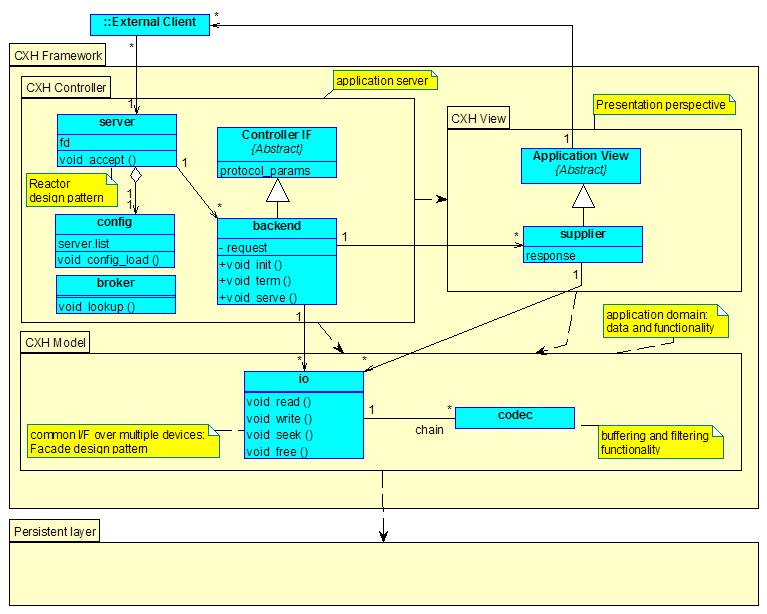 ::External Client
*
*
CXH Framework
CXH Controller
application server
1
server
fd
void accept ()
Reactor
design pattern
1
1
1
*
config
server.list
void config_load ()
broker
void lookup ()
Controller IF
{Abstract}
protocol_params
backend
- request
+void init ()
+void term ()
+void serve ()
1
*
1
*
Presentation perspective
CXH View
1
Application View
{Abstract}
supplier
response
1
*
application domain:
data and functionality
CXH Model
io
void read ()
void write ()
void seek ()
void free ()
common I/F over multiple devices:
Facade design pattern
1
*
chain
codec
buffering and filtering
functionality
Persistent layer